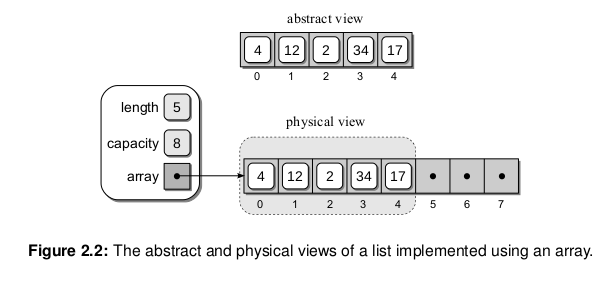 abstract view
4 12 2 34 17
0 1 2 3 4
length 5
capacity 8
array
physical view
4 12 2 34 17
0 1 2 3 4 5 6 7
Figure 2.2: The abstract and physical views of a list implemented using an array.